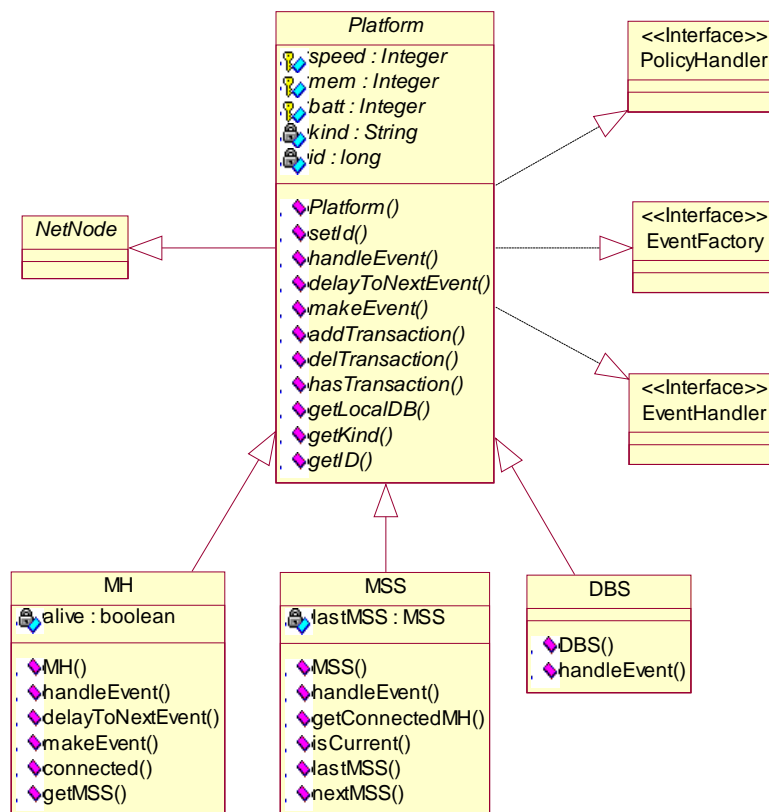 Platform
speed : Integer
mem : Integer
batt : Integer
kind : String
id : long
Platform()
setId()
handleEvent()
delayToNextEvent()
makeEvent()
addTransaction()
delTransaction()
hasTransaction()
getLocalDB()
getKind()
getID()
<<Interface>>
PolicyHandler
NetNode
<<Interface>>
EventFactory
<<Interface>>
EventHandler
MH
alive : boolean
MH()
handleEvent()
delayToNextEvent()
makeEvent()
connected()
getMSS()
MSS
lastMSS : MSS
MSS()
handleEvent()
getConnectedMH()
isCurrent()
lastMSS()
nextMSS()
DBS
DBS()
handleEvent()